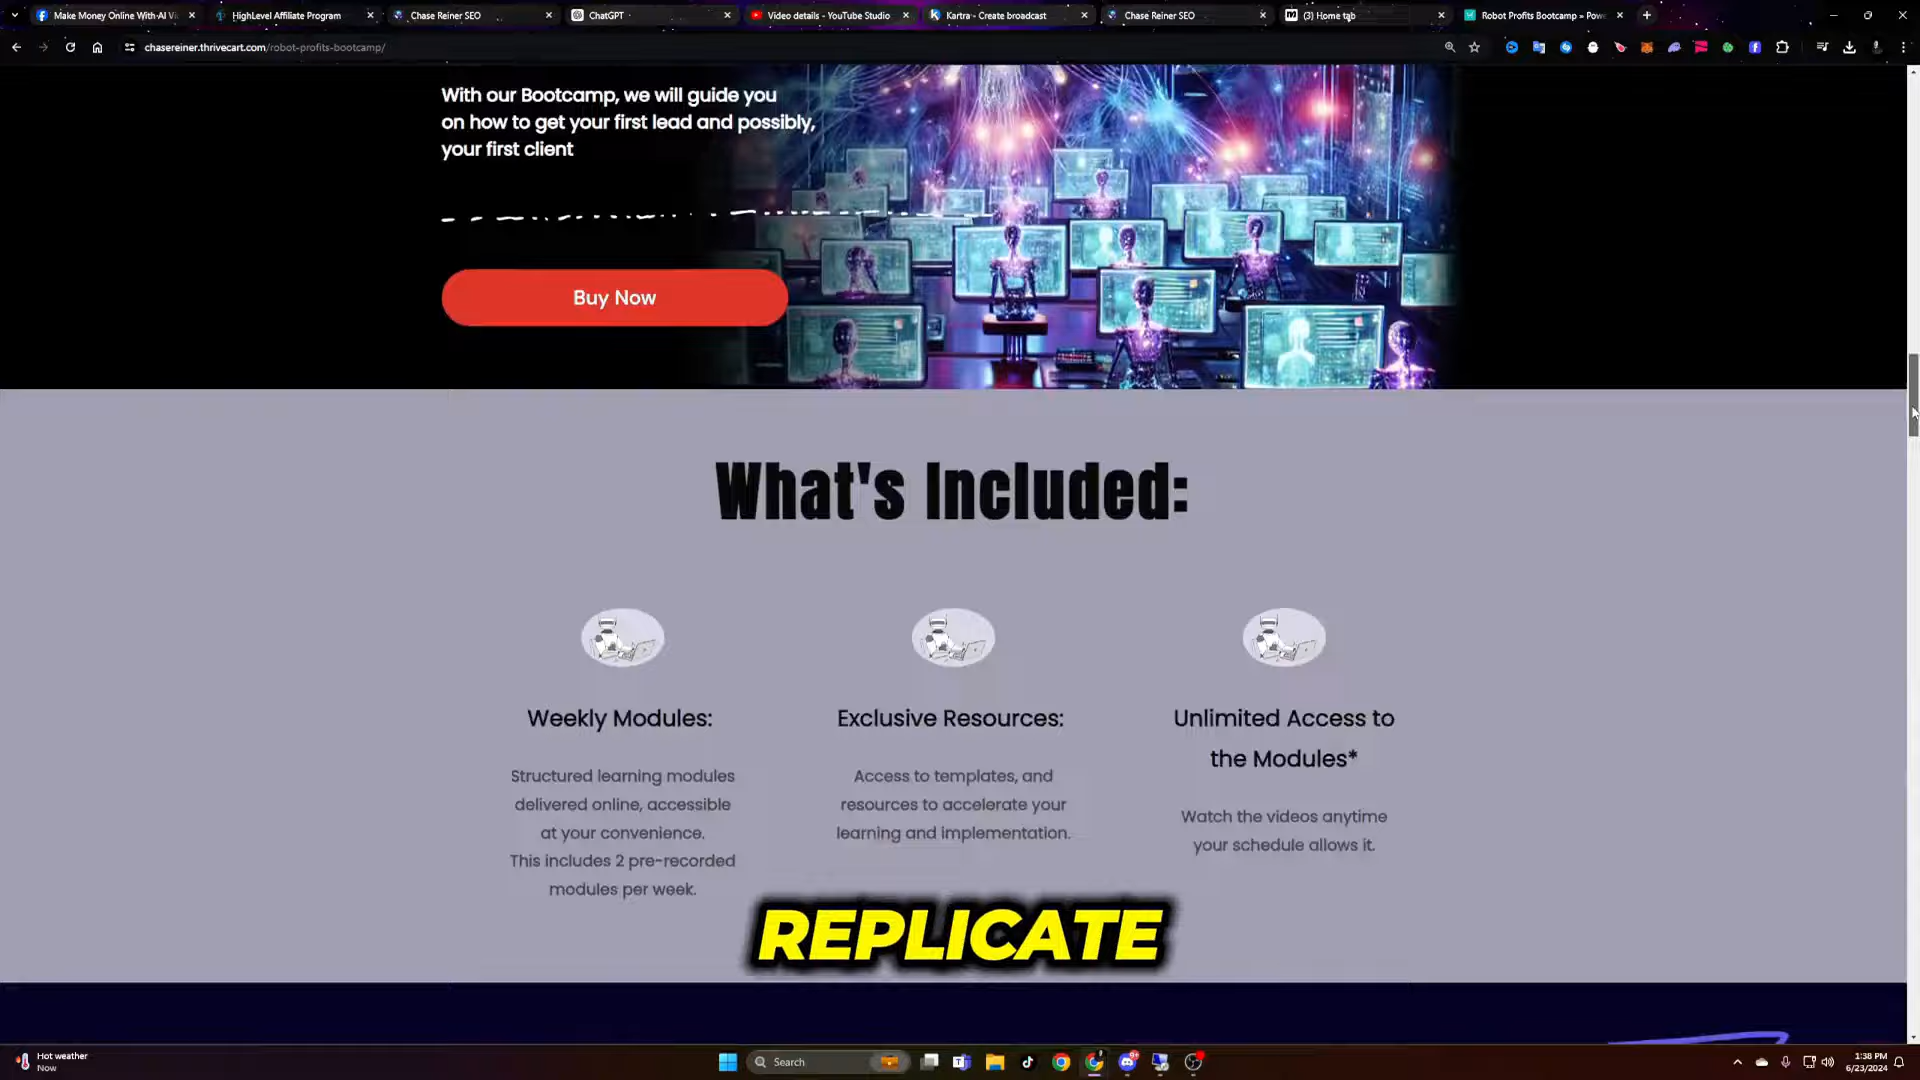 Make Money Online With AI Vi
HighLevel Affiliate Program
Chase Reiner SEO
ChatGPT
Video details - YouTube Studio
Kartra - Create broadcast
Chase Reiner SEO
(3) Home tab
Robot Profits Bootcamp » Powe
chasereiner.thrivecart.com/robot-profits-bootcamp/
With our Bootcamp, we will guide you
on how to get your first lead and possibly,
your first client
Buy Now
What's Included:
Weekly Modules:
Structured learning modules
delivered online, accessible
at your convenience.
This includes 2 pre-recorded
modules per week.
Exclusive Resources:
Access to templates, and
resources to accelerate your
learning and implementation.
Unlimited Access to
the Modules*
Watch the videos anytime
your schedule allows it.
REPLICATE
Hot weather
Now
Search
1:38 PM
6/23/2024